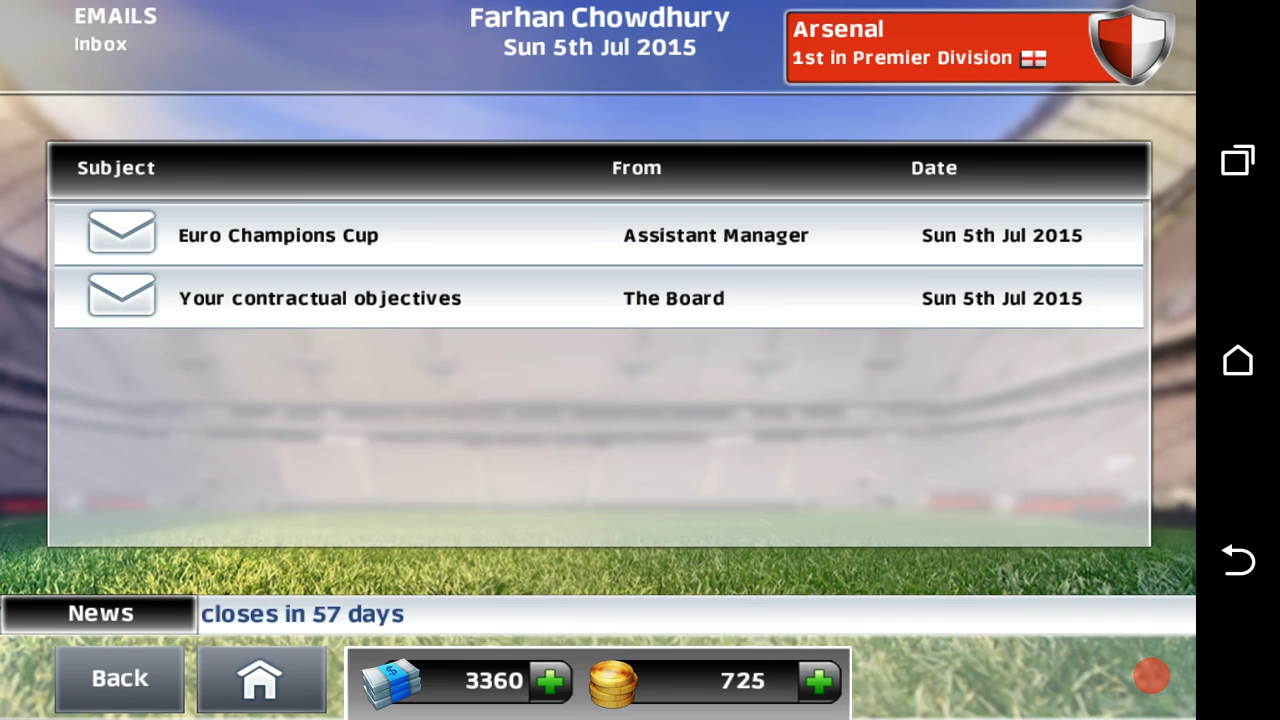 EMAILS
Inbox
Farhan Chowdhury
Sun 5th Jul 2015
Arsenal
1st in Premier Division
Subject From Date
Euro Champions Cup Assistant Manager Sun 5th Jul 2015
Your contractual objectives The Board Sun 5th Jul 2015
News closes in 57 days
Back 3360 725